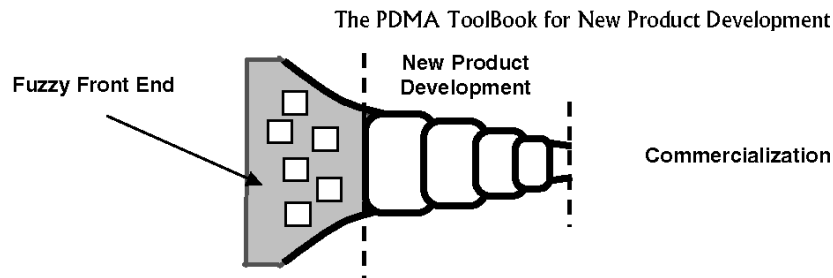 The PDMA ToolBook for New Product Development
New Product
Development
Fuzzy Front End
Commercialization